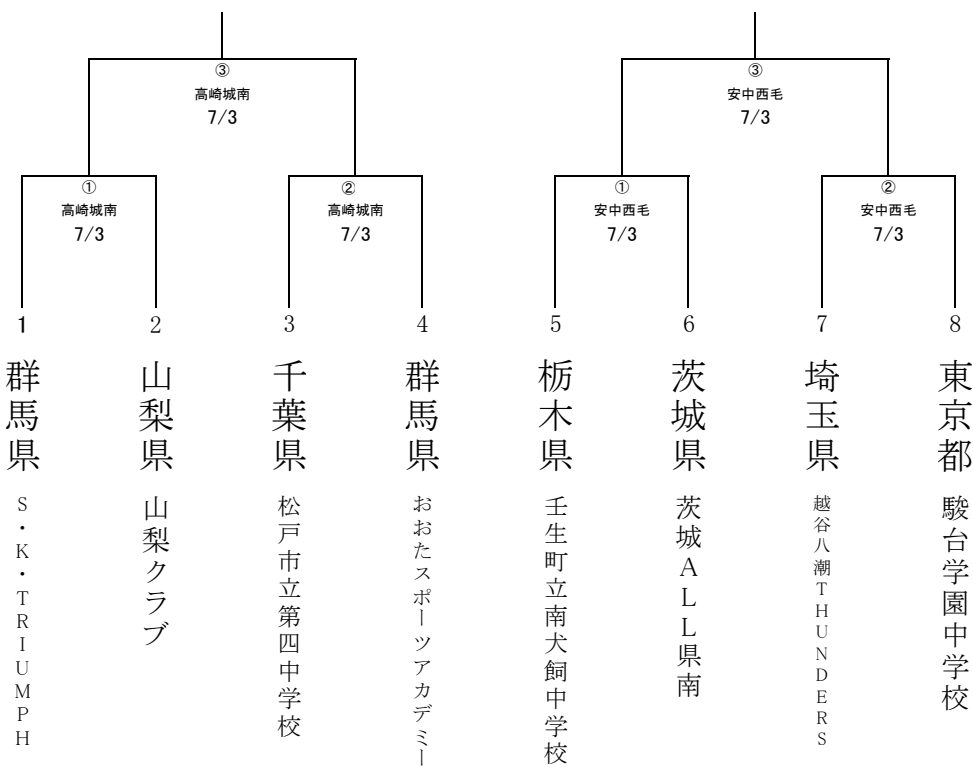 ③
高崎城南
7/3
③
安中西毛
7/3
①
高崎城南
7/3
②
高崎城南
7/3
①
安中西毛
7/3
②
安中西毛
7/3
1
群馬県
S・K・TRIUMPH
2
山梨県
山梨クラブ
3
千葉県
松戸市立第四中学校
4
群馬県
おおたスポーツアカデミー
5
栃木県
壬生町立南犬飼中学校
6
茨城県
茨城ALL県南
7
埼玉県
越谷八潮THUNDERS
8
東京都
駿台学園中学校